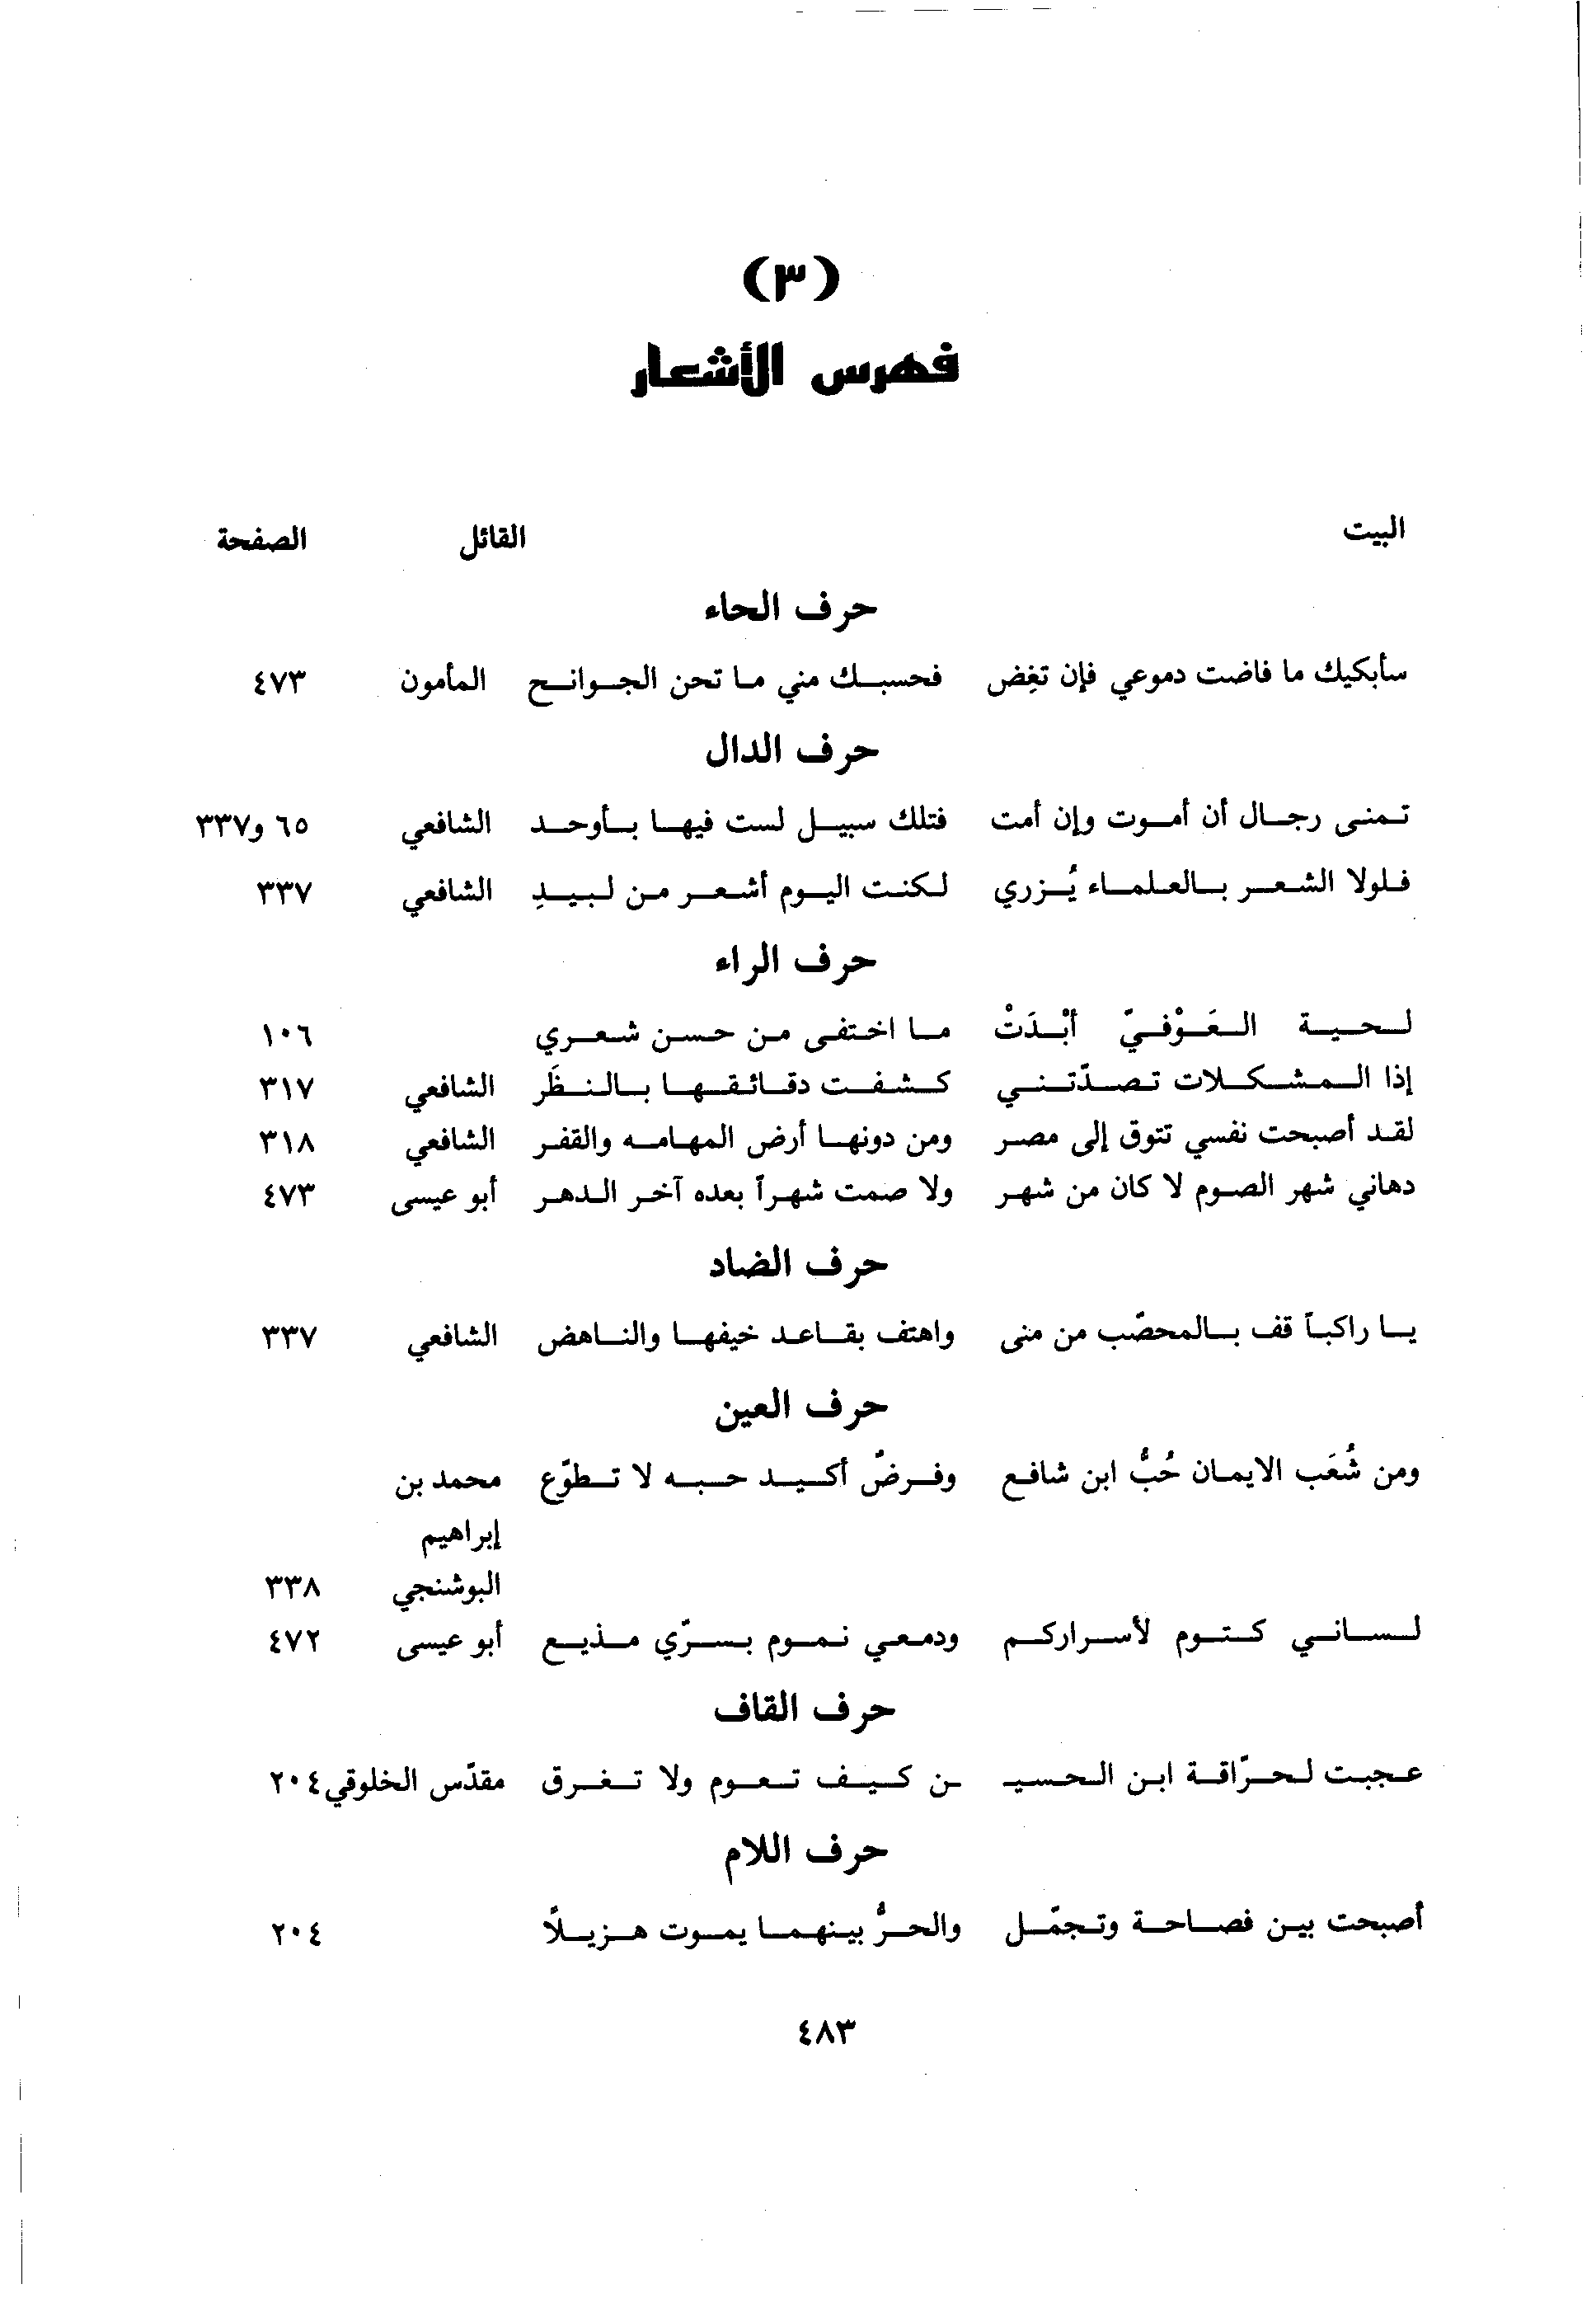 (٣)
فهرس الأشعار
البيت القائل الصفحة
حرف الحاء
سأبكيك ما فاضت دموعي فإن تغِض فحسبك مني ما تحن الجوانح المأمون ٤٧٣
حرف الدال
تمنى رجال أن أموت وإن أمت فتلك سبيل لست فيها بأوحد الشافعي ٦٥ و٣٣٧
فلولا الشعر بالعلماء يُزري لكنت اليوم أشعر من لبيدِ الشافعي ٣٣٧
حرف الراء
لحية العَوْفيّ أبْدَتْ ما اختفى من حسن شعري ١٠٦
إذا المشكلات تصدّتني كشفت دقائقها بالنظَر الشافعي ٣١٧
لقد أصبحت نفسي تتوق إلى مصر ومن دونها أرض المهامه والقفر الشافعي ٣١٨
دهاني شهر الصوم لا كان من شهر ولا صمت شهراً بعده آخر الدهر أبو عيسى ٤٧٣
حرف الضاد
يا راكباً قف بالمحصّب من منى واهتف بقاعد خيفها والناهض الشافعي ٣٣٧
حرف العين
ومن شُعَب الايمان حُبُّ ابن شافع وفرضٌ أكيد حبه لا تطوّع محمد بن
إبراهيم
البوشنجي ٣٣٨
لساني كتوم لأسراركم ودمعي نموم بسرّي مذيع أبو عيسى ٤٧٢
حرف القاف
عجبت لحرّاقة ابن الحسيـ ـن كيف تعوم ولا تغرق مقدّس الخلوقي ٢٠٤
حرف اللام
أصبحت بين فصاحة وتجمّل والحرُّ بينهما يموت هزيلاً ٢٠٤
٤٨٣